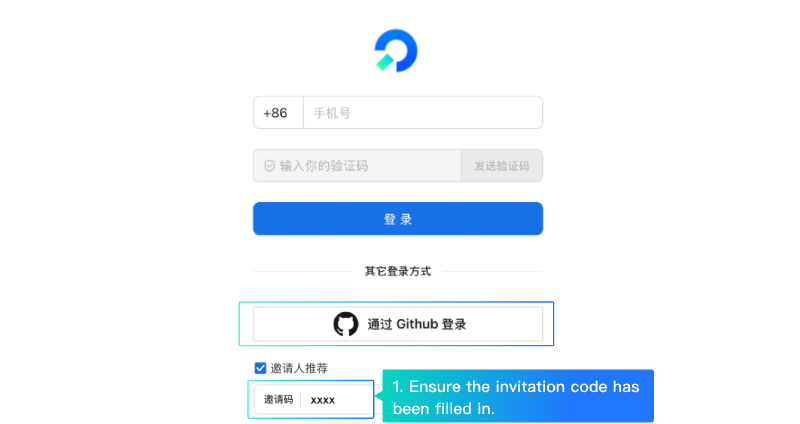 +86 手机号
输入你的验证码 发送验证码
登 录
其它登录方式
通过 Github 登录
邀请人推荐
邀请码 xxxx
1. Ensure the invitation code has
been filled in.